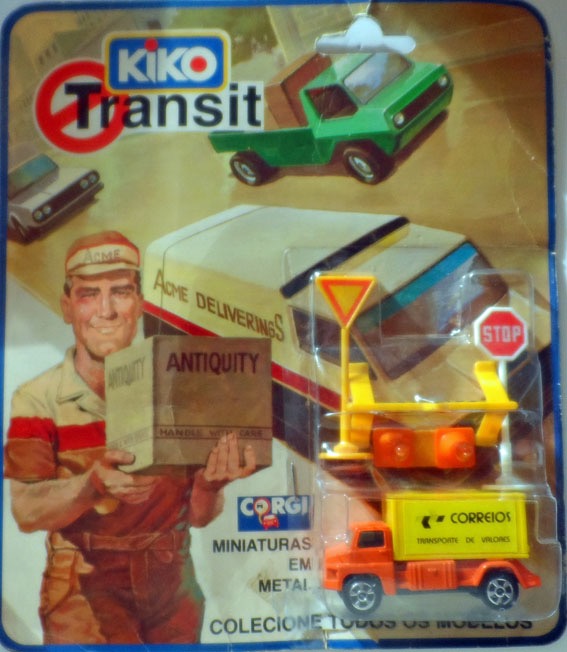 KIKO
Transit
ACME
ACME DELIVERINGS
ANTIQUITY
ANTIQUITY
HANDLE WITH CARE
STOP
CORREIOS
TRANSPORTE DE VALORES
CORGI
MINIATURAS
EM
METAL
COLECIONE TODOS OS MODELOS